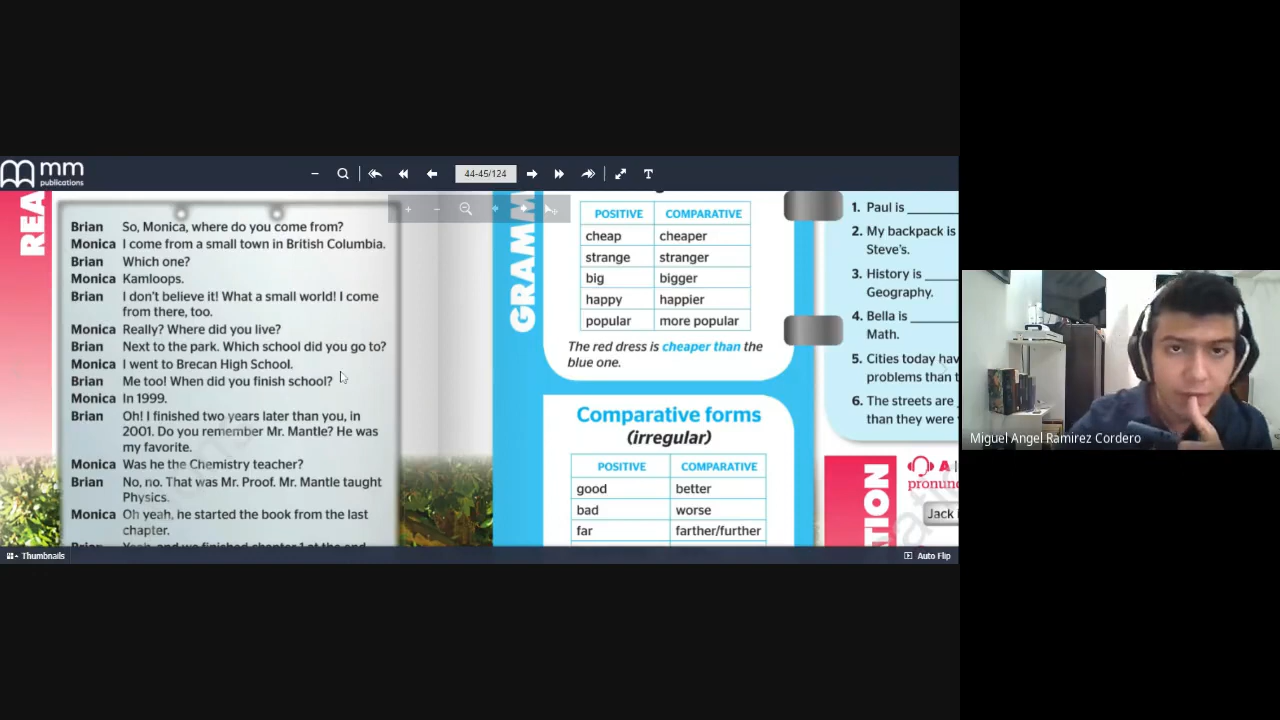 mm
publications
44-45/124
T
REA
Brian So, Monica, where do you come from?
Monica I come from a small town in British Columbia.
Brian Which one?
Monica Kamloops.
Brian I don't believe it! What a small world! I come
from there, too.
Monica Really? Where did you live?
Brian Next to the park. Which school did you go to?
Monica I went to Brecan High School.
Brian Me too! When did you finish school?
Monica In 1999.
Brian Oh! I finished two years later than you, in
2001. Do you remember Mr. Mantle? He was
my favorite.
Monica Was he the Chemistry teacher?
Brian No, no. That was Mr. Proof. Mr. Mantle taught
Physics.
Monica Oh yeah, he started the book from the last
chapter.
GRAMM
POSITIVE COMPARATIVE
cheap cheaper
strange stranger
big bigger
happy happier
popular more popular
The red dress is cheaper than the
blue one.
Comparative forms
(irregular)
POSITIVE COMPARATIVE
good better
bad worse
far farther/further
1. Paul is
2. My backpack is
Steve's.
3. History is
Geography.
4. Bella is
Math.
5. Cities today hav
problems than t
6. The streets are
than they were
TION
A
pronunc
Jack
Thumbnails
Auto Flip
Miguel Angel Ramirez Cordero